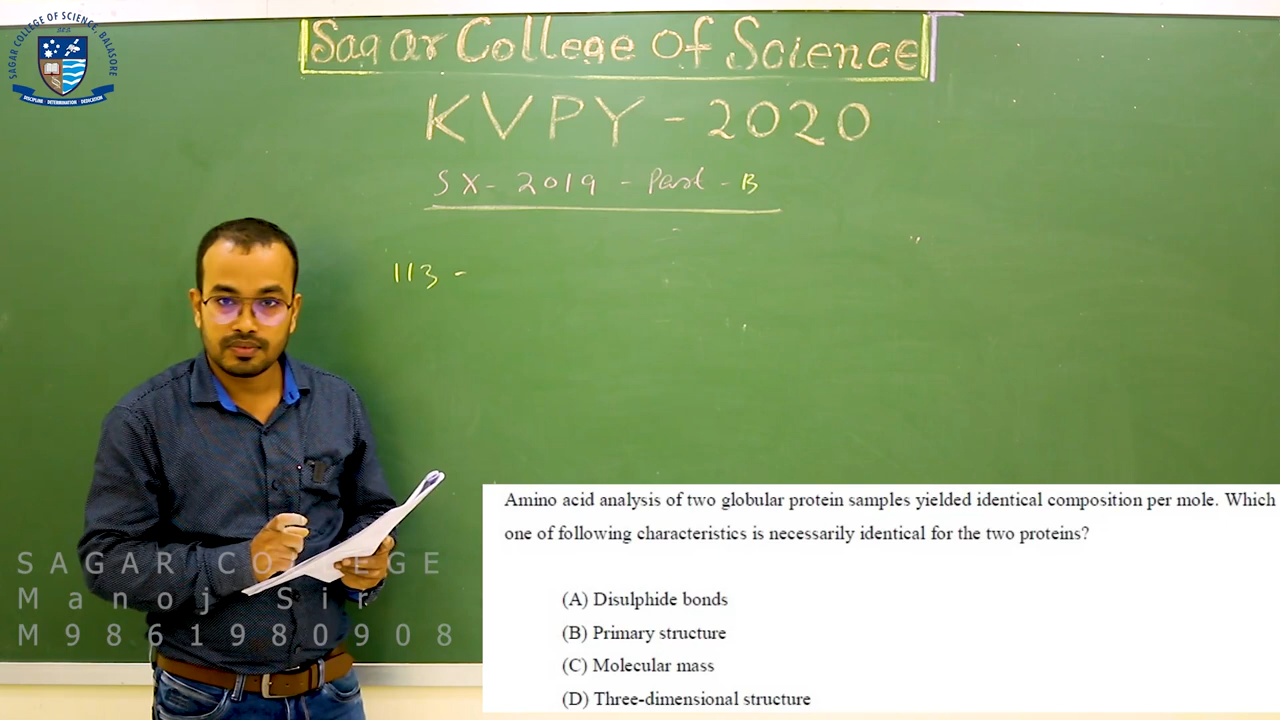 SAGAR COLLEGE OF SCIENCE, BALASORE
DISCIPLINE DETERMINATION DEDICATION
Sagar College Of Science
KVPY - 2020
SX - 2019 - Part - B
113 -
Amino acid analysis of two globular protein samples yielded identical composition per mole. Which
one of following characteristics is necessarily identical for the two proteins?
(A) Disulphide bonds
(B) Primary structure
(C) Molecular mass
(D) Three-dimensional structure
SAGAR COLLEGE
Manoj Sir
M9861980908